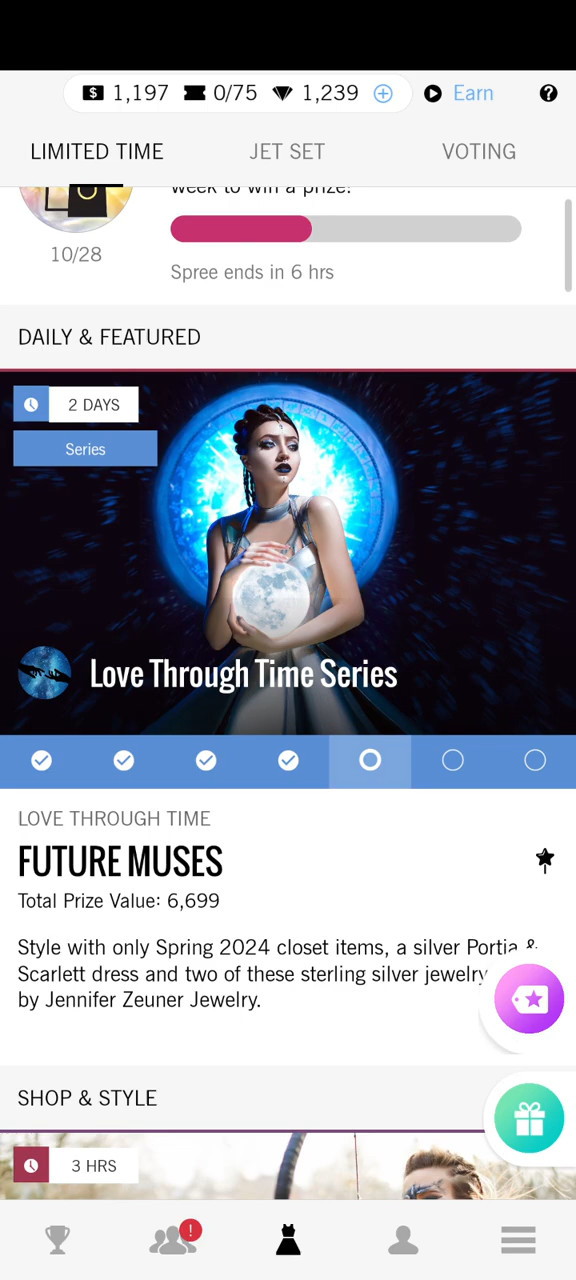 1,197 0/75 1,239 Earn
LIMITED TIME JET SET VOTING
week to win a prize!
10/28
Spree ends in 6 hrs
DAILY & FEATURED
2 DAYS
Series
Love Through Time Series
LOVE THROUGH TIME
FUTURE MUSES
Total Prize Value: 6,699
Style with only Spring 2024 closet items, a silver Portia &
Scarlett dress and two of these sterling silver jewelry
by Jennifer Zeuner Jewelry.
SHOP & STYLE
3 HRS